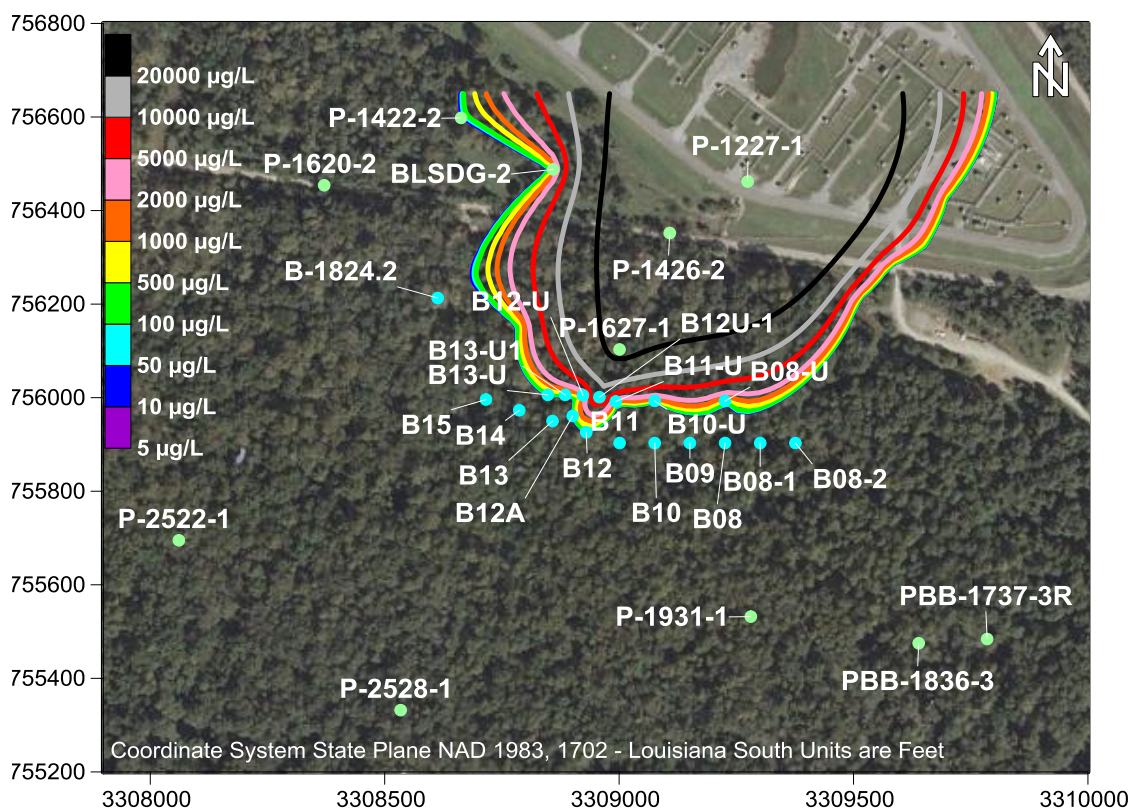 756800
756600
756400
756200
756000
755800
755600
755400
755200
20000 µg/L
10000 µg/L
5000 µg/L
2000 µg/L
1000 µg/L
500 µg/L
100 µg/L
50 µg/L
10 µg/L
5 µg/L
N
P-1422-2
P-1227-1
P-1620-2
BLSDG-2
B-1824.2
P-1426-2
B12-U
P-1627-1
B12U-1
B13-U1
B11-U
B13-U
B08-U
B15
B14
B11
B10-U
B13
B12
B09
B08-1
B08-2
B12A
B10
B08
P-2522-1
P-1931-1
PBB-1737-3R
PBB-1836-3
P-2528-1
Coordinate System State Plane NAD 1983, 1702 - Louisiana South Units are Feet
3308000
3308500
3309000
3309500
3310000